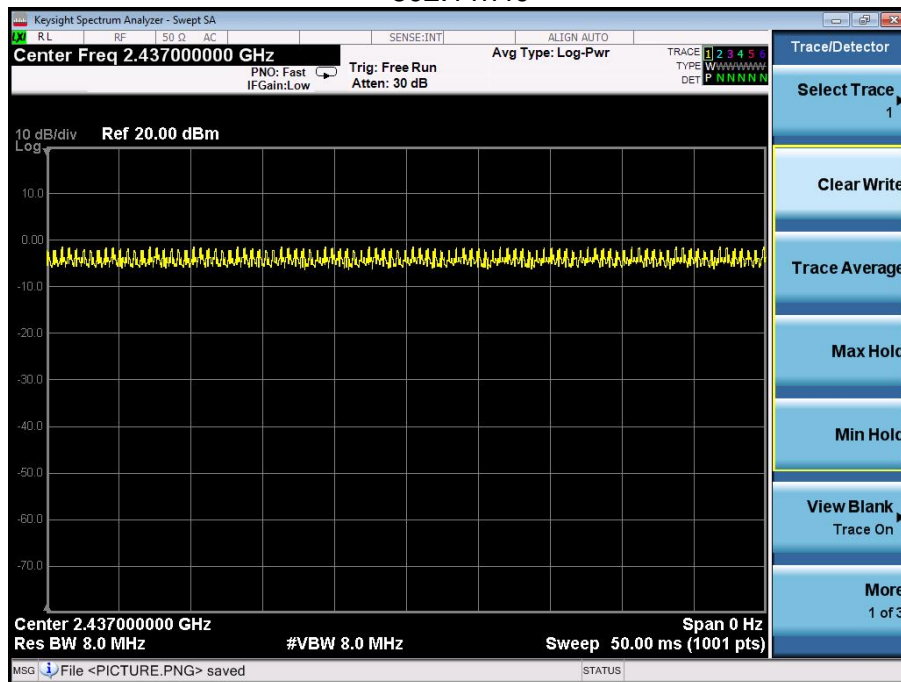 Keysight Spectrum Analyzer - Swept SA
LXI RL RF 50 Ω AC SENSE:INT ALIGN AUTO
Center Freq 2.437000000 GHz
PNO: Fast
IFGain:Low
Trig: Free Run
Atten: 30 dB
Avg Type: Log-Pwr
TRACE 1 2 3 4 5 6
TYPE WWWWWW
DET P N N N N N
10 dB/div Ref 20.00 dBm
Log
10.0
0.00
-10.0
-20.0
-30.0
-40.0
-50.0
-60.0
-70.0
Center 2.437000000 GHz Span 0 Hz
Res BW 8.0 MHz #VBW 8.0 MHz Sweep 50.00 ms (1001 pts)
MSG File <PICTURE.PNG> saved STATUS
Trace/Detector
Select Trace
1
Clear Write
Trace Average
Max Hold
Min Hold
View Blank
Trace On
More
1 of 3